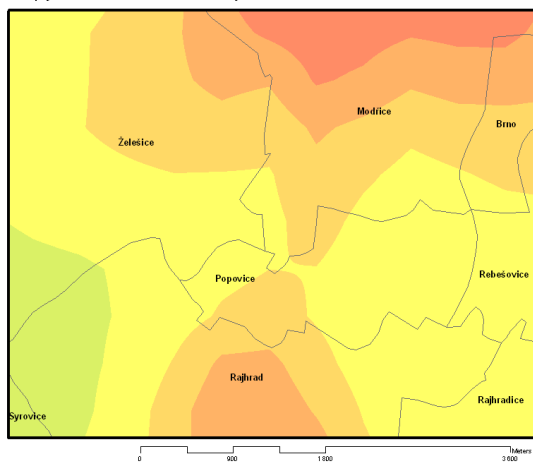 Modřice
Brno
Želešice
Popovice
Rebešovice
Rajhrad
Rajhradice
Syrovice
Meters
0 900 1 800 3 600